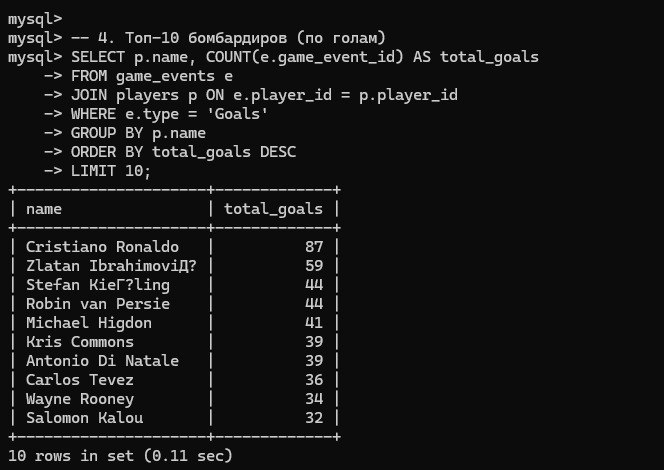 mysql>
mysql> -- 4. Топ-10 бомбардиров (по голам)
mysql> SELECT p.name, COUNT(e.game_event_id) AS total_goals
    -> FROM game_events e
    -> JOIN players p ON e.player_id = p.player_id
    -> WHERE e.type = 'Goals'
    -> GROUP BY p.name
    -> ORDER BY total_goals DESC
    -> LIMIT 10;
+--------------------+-------------+
| name               | total_goals |
+--------------------+-------------+
| Cristiano Ronaldo  |          87 |
| Zlatan IbrahimoviД? |          59 |
| Stefan KieГ?ling   |          44 |
| Robin van Persie   |          44 |
| Michael Higdon     |          41 |
| Kris Commons       |          39 |
| Antonio Di Natale  |          39 |
| Carlos Tevez       |          36 |
| Wayne Rooney       |          34 |
| Salomon Kalou      |          32 |
+--------------------+-------------+
10 rows in set (0.11 sec)